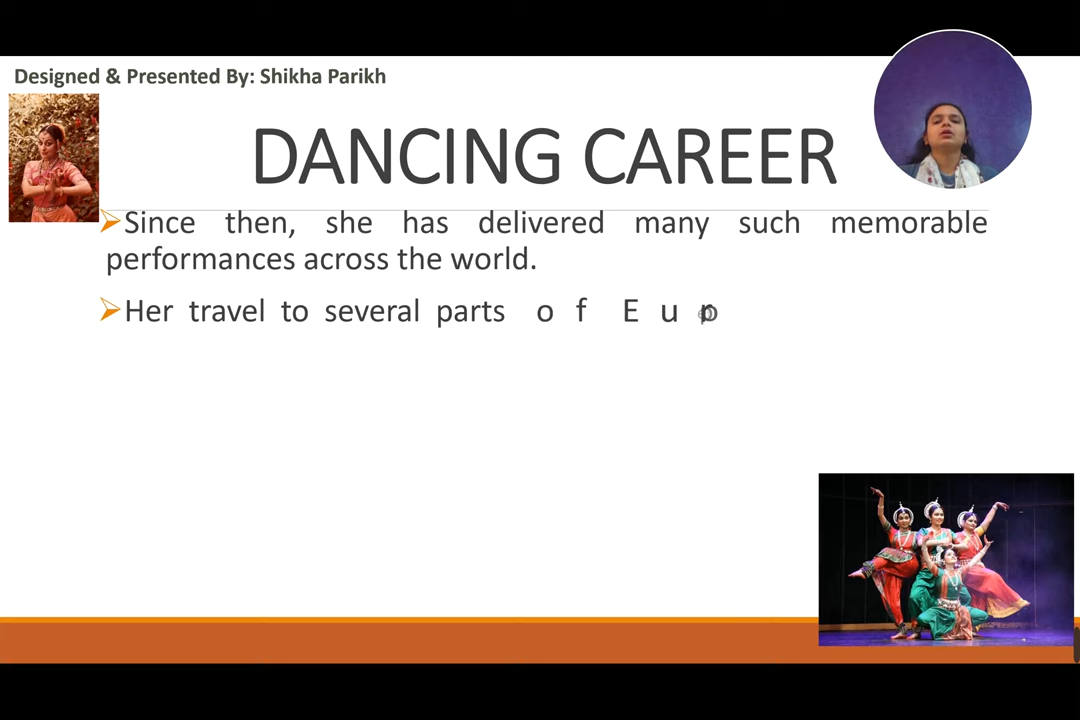 Designed & Presented By: Shikha Parikh
DANCING CAREER
Since then, she has delivered many such memorable
performances across the world.
Her travel to several parts of